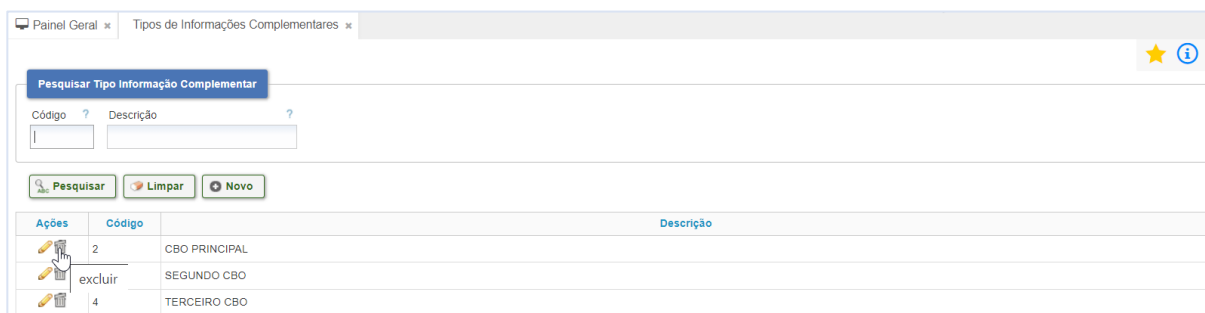 Painel Geral × Tipos de Informações Complementares ×
Pesquisar Tipo Informação Complementar
Código ? Descrição ?
ABC Pesquisar Limpar Novo
Ações Código Descrição
2 CBO PRINCIPAL
excluir SEGUNDO CBO
4 TERCEIRO CBO